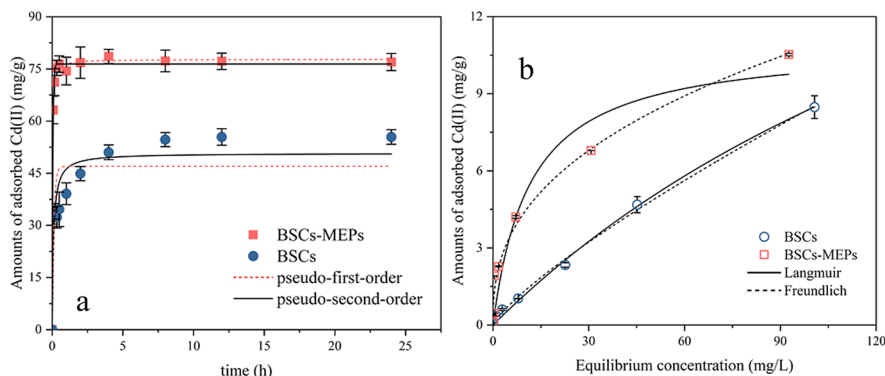 Amounts of adsorbed Cd(II) (mg/g)
90
75
60
45
30
15
0
BSCs-MEPs
BSCs
pseudo-first-order
pseudo-second-order
a
0
5
10
15
20
25
time (h)
Amounts of adsorbed Cd(II) (mg/g)
12
9
6
3
0
b
BSCs
BSCs-MEPs
Langmuir
Freundlich
0
30
60
90
120
Equilibrium concentration (mg/L)